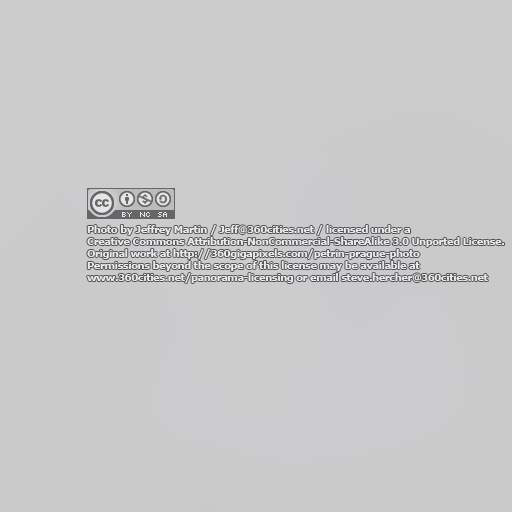 cc
BY NC SA
Photo by Jeffrey Martin / Jeff@360cities.net / licensed under a
Creative Commons Attribution-NonCommercial-ShareAlike 3.0 Unported License.
Original work at http://360gigapixels.com/petrin-prague-photo
Permissions beyond the scope of this license may be available at
www.360cities.net/panorama-licensing or email steve.hercher@360cities.net